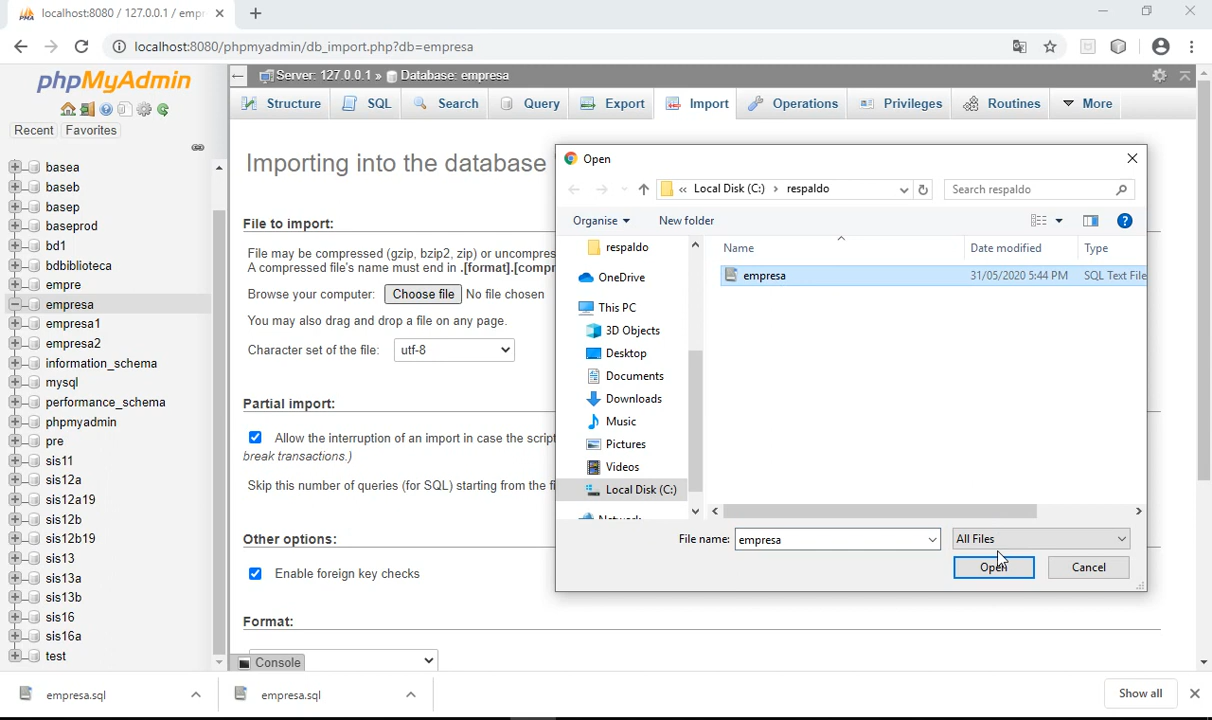 localhost:8080 / 127.0.0.1 / empr
localhost:8080/phpmyadmin/db_import.php?db=empresa
phpMyAdmin
Recent Favorites
basea
baseb
basep
baseprod
bd1
bdbiblioteca
empre
empresa
empresa1
empresa2
information_schema
mysql
performance_schema
phpmyadmin
pre
sis11
sis12a
sis12a19
sis12b
sis12b19
sis13
sis13a
sis13b
sis16
sis16a
test
Server: 127.0.0.1 » Database: empresa
Structure SQL Search Query Export Import Operations Privileges Routines More
Importing into the database
File to import:
File may be compressed (gzip, bzip2, zip) or uncompres
A compressed file's name must end in .[format].[compr
Browse your computer: Choose file No file chosen
You may also drag and drop a file on any page.
Character set of the file: utf-8
Partial import:
Allow the interruption of an import in case the script
break transactions.)
Skip this number of queries (for SQL) starting from the fi
Other options:
Enable foreign key checks
Format:
Console
Open
« Local Disk (C:) › respaldo
Search respaldo
Organise New folder
respaldo
OneDrive
This PC
3D Objects
Desktop
Documents
Downloads
Music
Pictures
Videos
Local Disk (C:)
Network
Name Date modified Type
empresa 31/05/2020 5:44 PM SQL Text File
File name: empresa All Files
Open Cancel
empresa.sql empresa.sql Show all